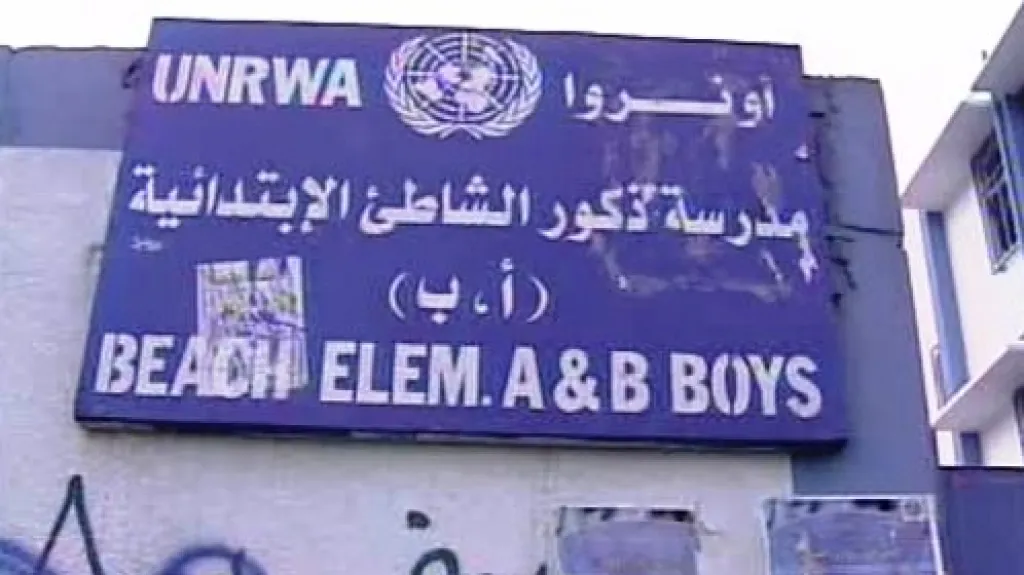 UNRWA أونروا
مدرسة ذكور الشاطئ الإبتدائية
(أ، ب)
BEACH ELEM. A & B BOYS